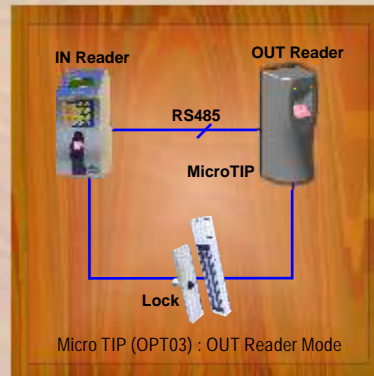 IN Reader
OUT Reader
RS485
MicroTIP
Lock
Micro TIP (OPT03) : OUT Reader Mode